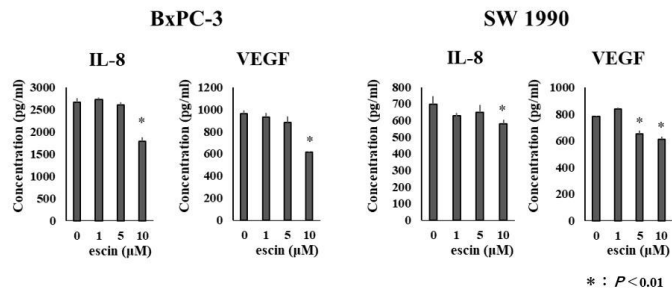 BxPC-3
SW 1990
IL-8
VEGF
IL-8
VEGF
Concentration (pg/ml)
3000
2500
2000
1500
1000
500
0
*
0 1 5 10
escin (μM)
Concentration (pg/ml)
1200
1000
800
600
400
200
0
*
0 1 5 10
escin (μM)
Concentration (pg/ml)
800
700
600
500
400
300
200
100
0
*
0 1 5 10
escin (μM)
Concentration (pg/ml)
1000
800
600
400
200
0
* *
0 1 5 10
escin (μM)
* : P<0.01